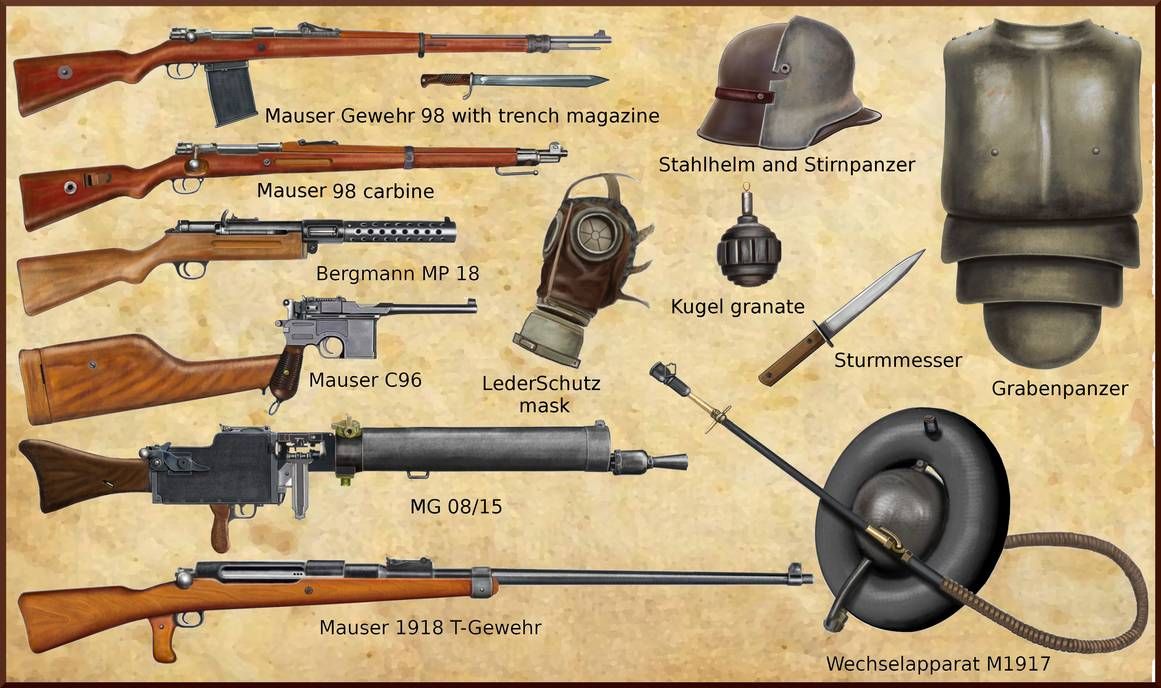 Mauser Gewehr 98 with trench magazine
Stahlhelm and Stirnpanzer
Mauser 98 carbine
Bergmann MP 18
Kugel granate
Sturmmesser
Grabenpanzer
Mauser C96
LederSchutz
mask
MG 08/15
Mauser 1918 T-Gewehr
Wechselapparat M1917